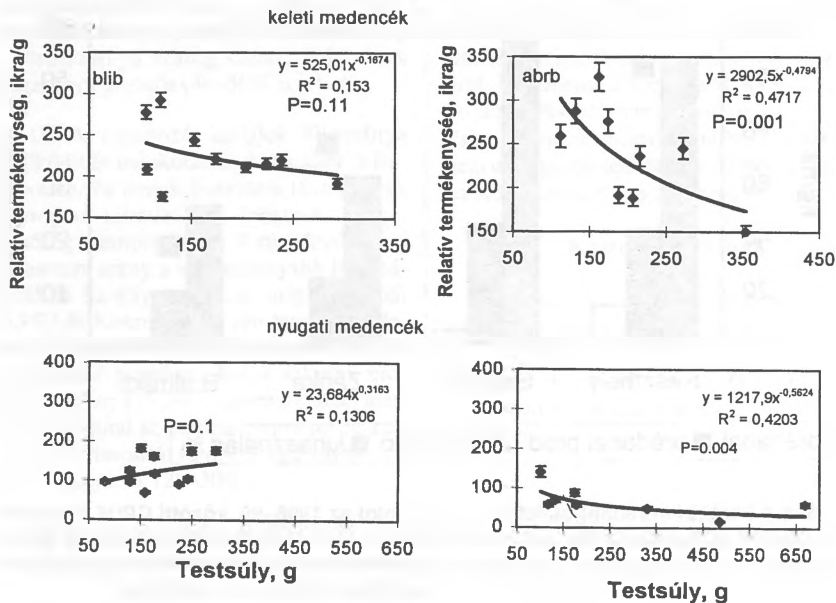 keleti medencék
Relatív termékenység, ikra/g
350
300
250
200
150
50
150
250
350
blib
y = 525,01x^-0,1674
R² = 0,153
P=0.11
Relatív termékenység, ikra/g
350
300
250
200
150
50
150
250
350
450
abrb
y = 2902,5x^-0,4794
R² = 0,4717
P=0.001
nyugati medencék
400
300
200
100
0
50
150
250
350
450
550
650
y = 23,684x^0,3165
R² = 0,1306
P=0.1
Testsúly, g
400
300
200
100
0
50
150
250
350
450
550
650
y = 1217,9x^-0,5624
R² = 0,4203
P=0.004
Testsúly, g